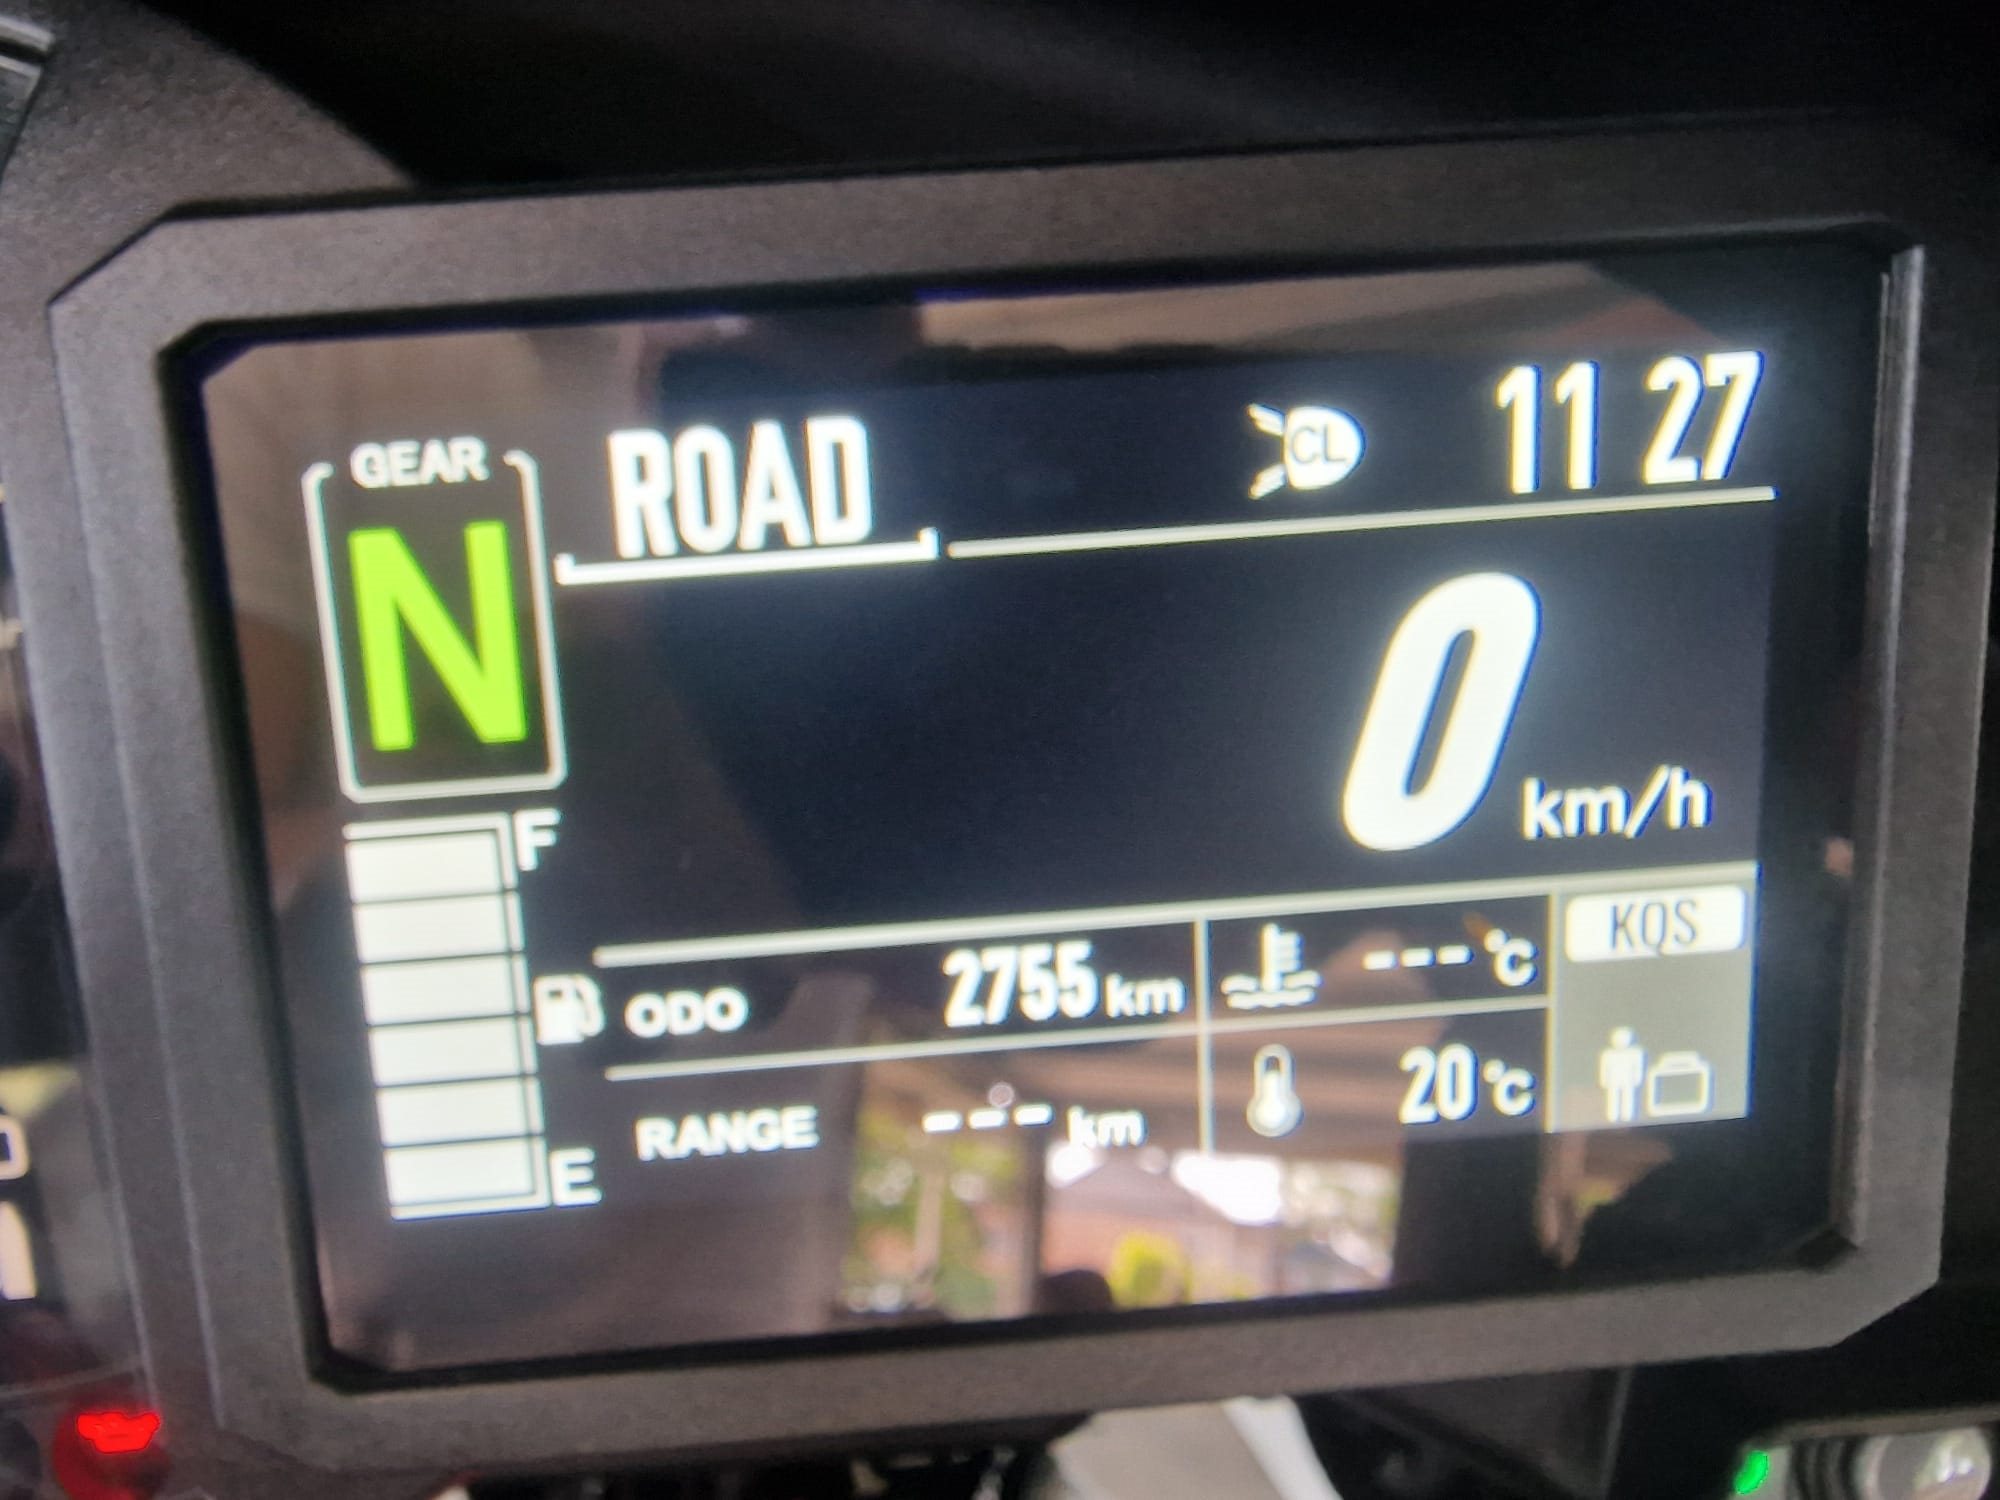 GEAR
N
ROAD
CL
11 27
0 km/h
F
E
ODO 2755 km
RANGE --- km
--- °C
20 °C
KQS